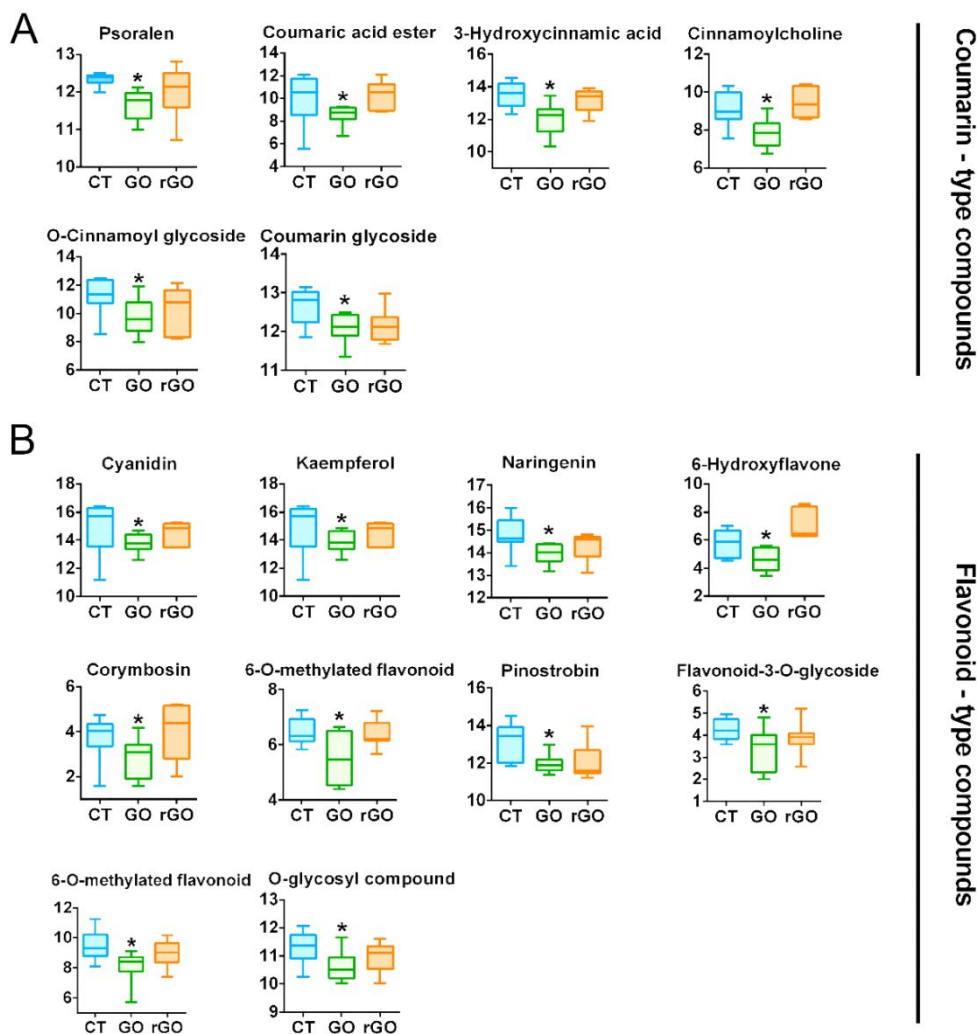 A
Psoralen
13
12
11
10
CT GO rGO
*
Coumaric acid ester
14
12
10
8
6
4
CT GO rGO
*
3-Hydroxycinnamic acid
16
14
12
10
CT GO rGO
*
Cinnamoylcholine
12
10
8
6
CT GO rGO
*
O-Cinnamoyl glycoside
14
12
10
8
6
CT GO rGO
*
Coumarin glycoside
14
13
12
11
CT GO rGO
*
Coumarin - type compounds
B
Cyanidin
18
16
14
12
10
CT GO rGO
*
Kaempferol
18
16
14
12
10
CT GO rGO
*
Naringenin
17
16
15
14
13
12
CT GO rGO
*
6-Hydroxyflavone
10
8
6
4
2
CT GO rGO
*
Corymbosin
6
4
2
CT GO rGO
*
6-O-methylated flavonoid
8
6
4
CT GO rGO
*
Pinostrobin
16
14
12
10
CT GO rGO
*
Flavonoid-3-O-glycoside
6
5
4
3
2
1
CT GO rGO
*
6-O-methylated flavonoid
12
10
8
6
CT GO rGO
*
O-glycosyl compound
13
12
11
10
9
CT GO rGO
*
Flavonoid - type compounds